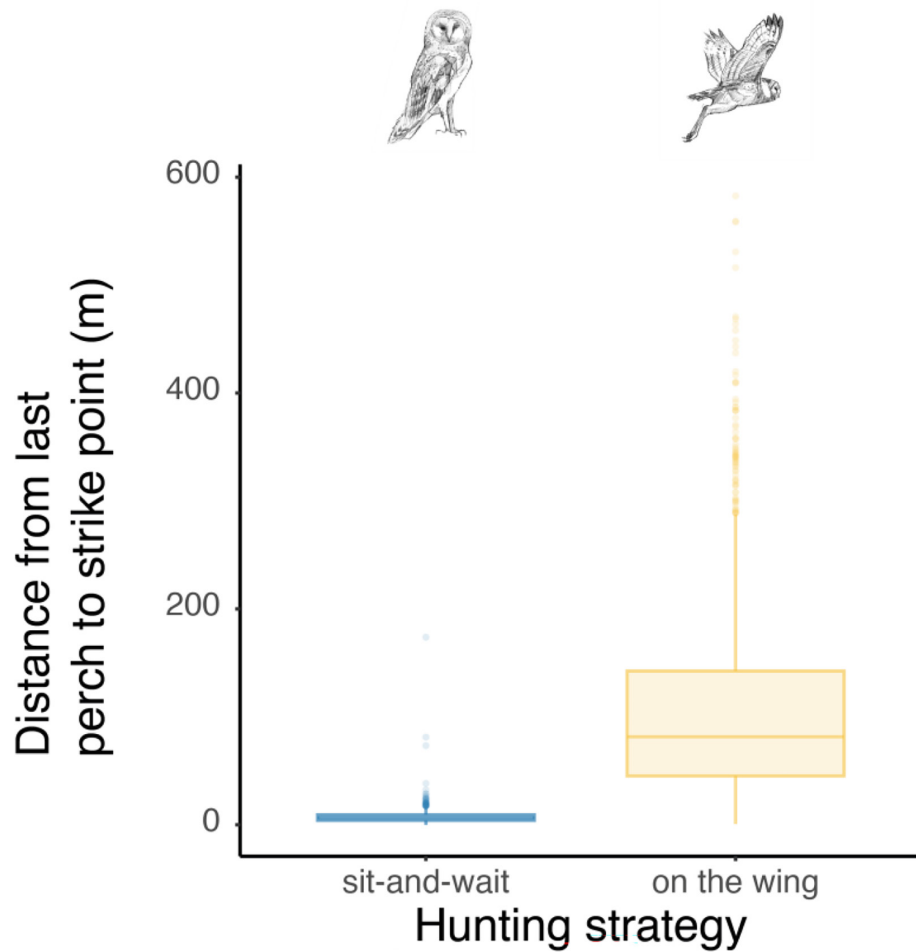 600
400
200
0
Distance from last
perch to strike point (m)
sit-and-wait
on the wing
Hunting strategy